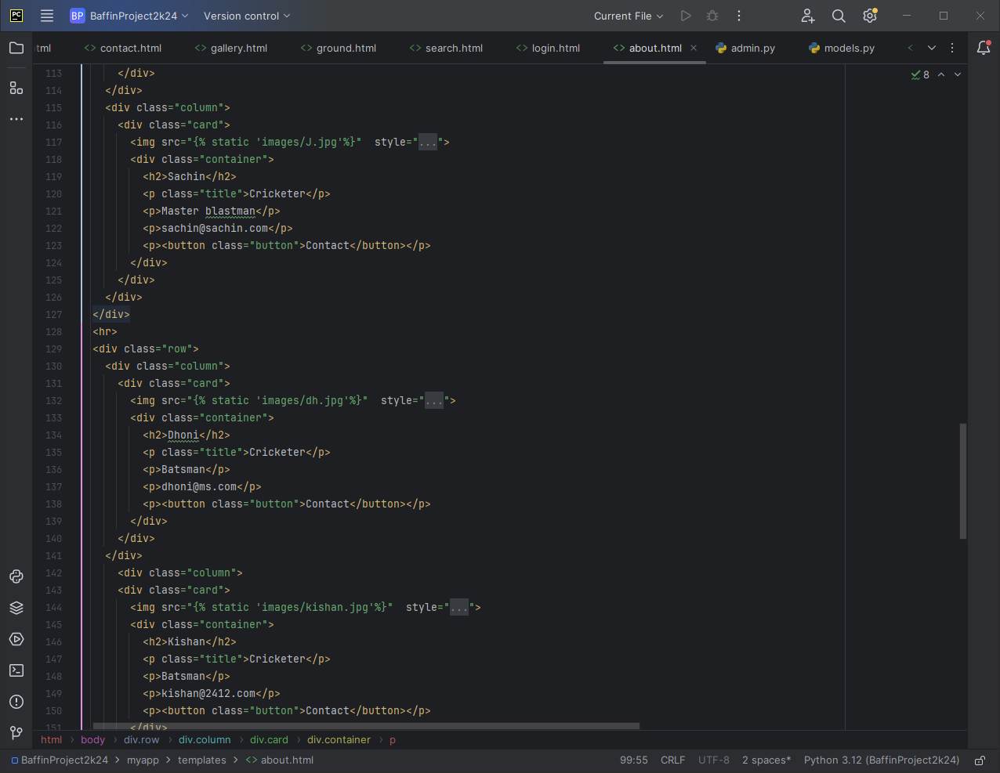 PC BP BaffinProject2k24 Version control Current File
html contact.html gallery.html ground.html search.html login.html about.html admin.py models.py
8
113 </div>
114 </div>
115 <div class="column">
116 <div class="card">
117 <img src="{% static 'images/J.jpg'%}" style="...">
118 <div class="container">
119 <h2>Sachin</h2>
120 <p class="title">Cricketer</p>
121 <p>Master blastman</p>
122 <p>sachin@sachin.com</p>
123 <p><button class="button">Contact</button></p>
124 </div>
125 </div>
126 </div>
127 </div>
128 <hr>
129 <div class="row">
130 <div class="column">
131 <div class="card">
132 <img src="{% static 'images/dh.jpg'%}" style="...">
133 <div class="container">
134 <h2>Dhoni</h2>
135 <p class="title">Cricketer</p>
136 <p>Batsman</p>
137 <p>dhoni@ms.com</p>
138 <p><button class="button">Contact</button></p>
139 </div>
140 </div>
141 </div>
142 <div class="column">
143 <div class="card">
144 <img src="{% static 'images/kishan.jpg'%}" style="...">
145 <div class="container">
146 <h2>Kishan</h2>
147 <p class="title">Cricketer</p>
148 <p>Batsman</p>
149 <p>kishan@2412.com</p>
150 <p><button class="button">Contact</button></p>
151 </div>
html › body › div.row › div.column › div.card › div.container › p
BaffinProject2k24 > myapp > templates > <> about.html 99:55 CRLF UTF-8 2 spaces* Python 3.12 (BaffinProject2k24)